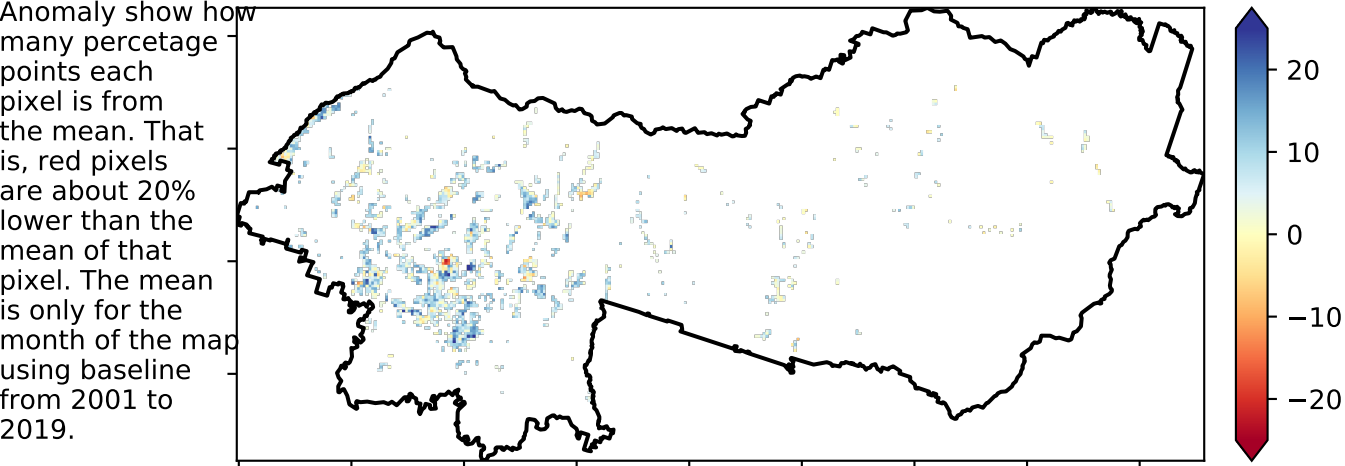 Anomaly show how
many percetage
points each
pixel is from
the mean. That
is, red pixels
are about 20%
lower than the
mean of that
pixel. The mean
is only for the
month of the map
using baseline
from 2001 to
2019.
20
10
0
−10
−20